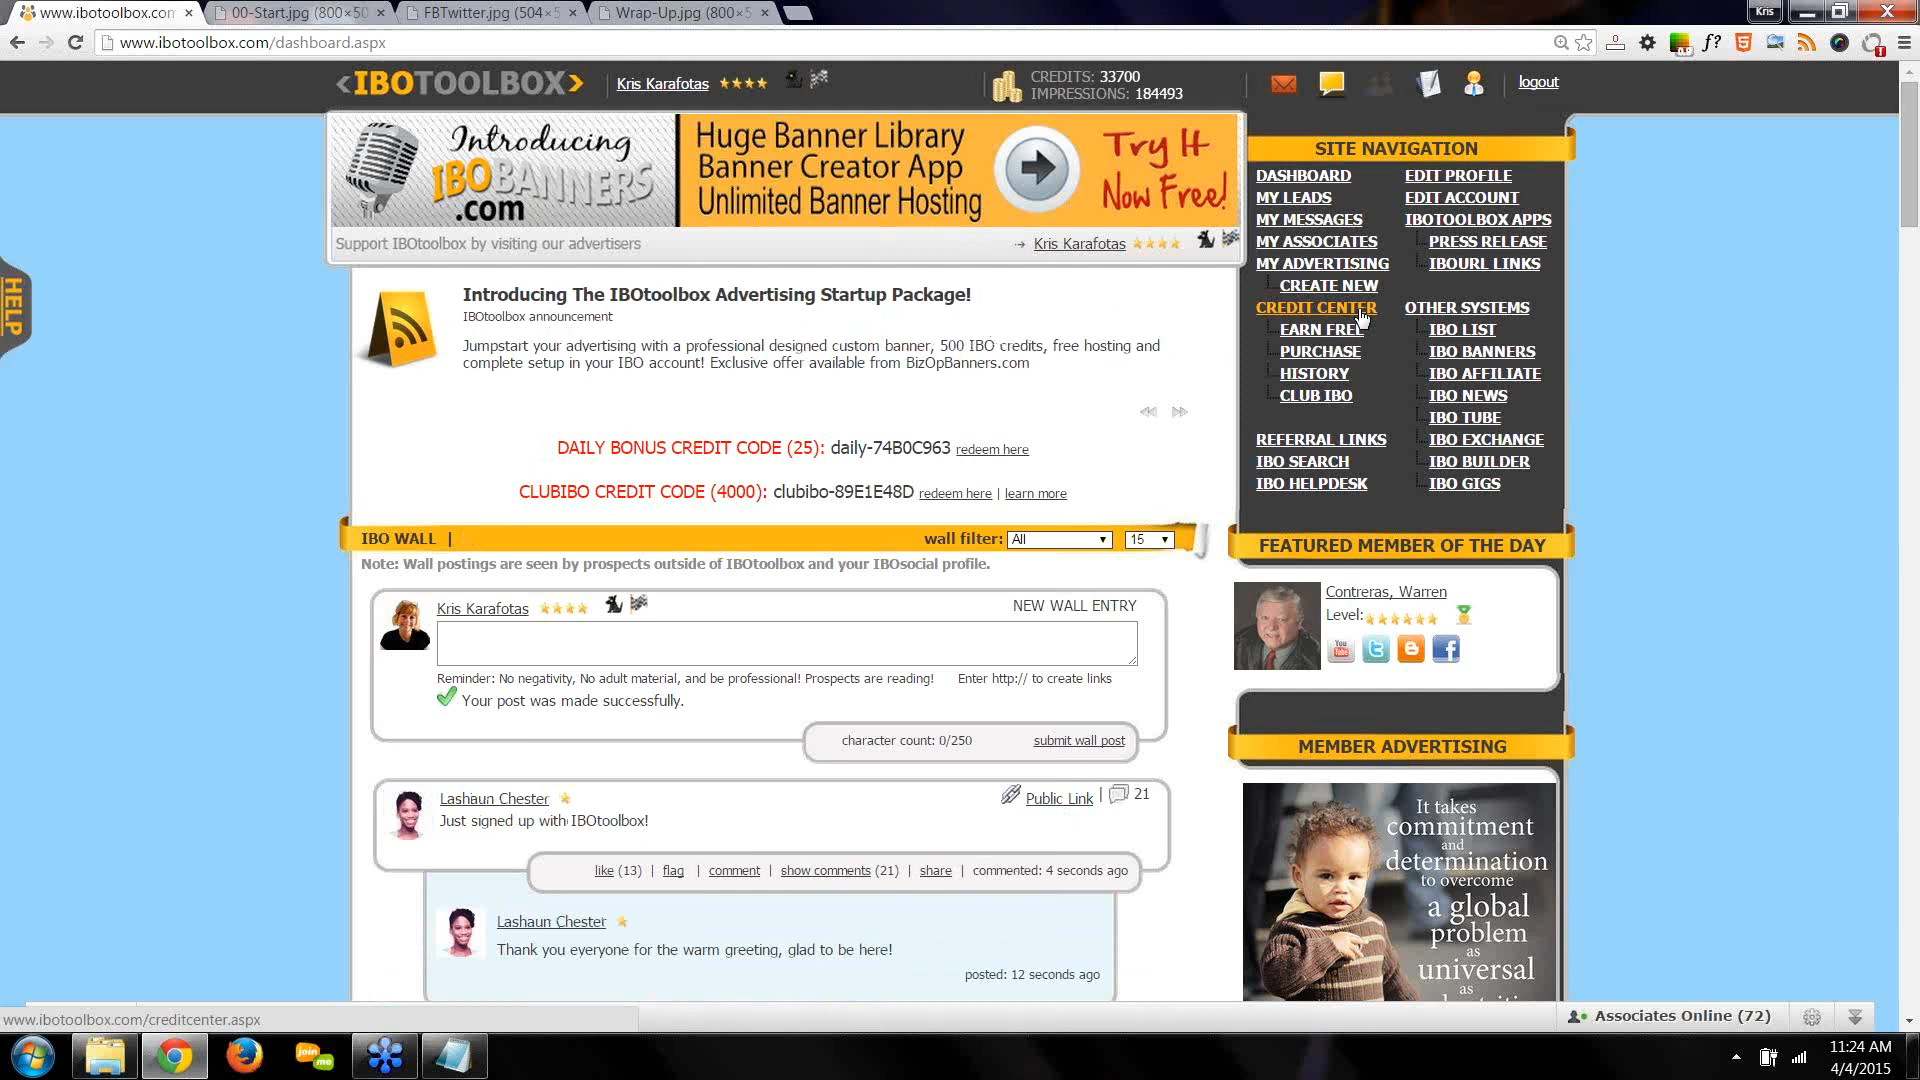 www.ibotoolbox.com
00-Start.jpg (800×50
FBTwitter.jpg (504×5
Wrap-Up.jpg (800×5
Kris
www.ibotoolbox.com/dashboard.aspx
<IBOTOOLBOX>
Kris Karafotas
CREDITS: 33700
IMPRESSIONS: 184493
logout
Introducing
IBOBANNERS
.com
Huge Banner Library
Banner Creator App
Unlimited Banner Hosting
Try It
Now Free!
Support IBOtoolbox by visiting our advertisers
Kris Karafotas
HELP
Introducing The IBOtoolbox Advertising Startup Package!
IBOtoolbox announcement
Jumpstart your advertising with a professional designed custom banner, 500 IBO credits, free hosting and
complete setup in your IBO account! Exclusive offer available from BizOpBanners.com
DAILY BONUS CREDIT CODE (25): daily-74B0C963 redeem here
CLUBIBO CREDIT CODE (4000): clubibo-89E1E48D redeem here | learn more
SITE NAVIGATION
DASHBOARD
MY LEADS
MY MESSAGES
MY ASSOCIATES
MY ADVERTISING
CREATE NEW
CREDIT CENTER
EARN FREE
PURCHASE
HISTORY
CLUB IBO
REFERRAL LINKS
IBO SEARCH
IBO HELPDESK
EDIT PROFILE
EDIT ACCOUNT
IBOTOOLBOX APPS
PRESS RELEASE
IBOURL LINKS
OTHER SYSTEMS
IBO LIST
IBO BANNERS
IBO AFFILIATE
IBO NEWS
IBO TUBE
IBO EXCHANGE
IBO BUILDER
IBO GIGS
IBO WALL |
wall filter: All 15
Note: Wall postings are seen by prospects outside of IBOtoolbox and your IBOsocial profile.
Kris Karafotas
NEW WALL ENTRY
Reminder: No negativity, No adult material, and be professional! Prospects are reading! Enter http:// to create links
Your post was made successfully.
character count: 0/250 submit wall post
Lashaun Chester
Public Link | 21
Just signed up with IBOtoolbox!
like (13) | flag | comment | show comments (21) | share | commented: 4 seconds ago
Lashaun Chester
Thank you everyone for the warm greeting, glad to be here!
posted: 12 seconds ago
FEATURED MEMBER OF THE DAY
Contreras, Warren
Level:
You
Tube
MEMBER ADVERTISING
It takes
commitment
and
determination
to overcome
a global
problem
as
universal
as
www.ibotoolbox.com/creditcenter.aspx
Associates Online (72)
join
me
11:24 AM
4/4/2015